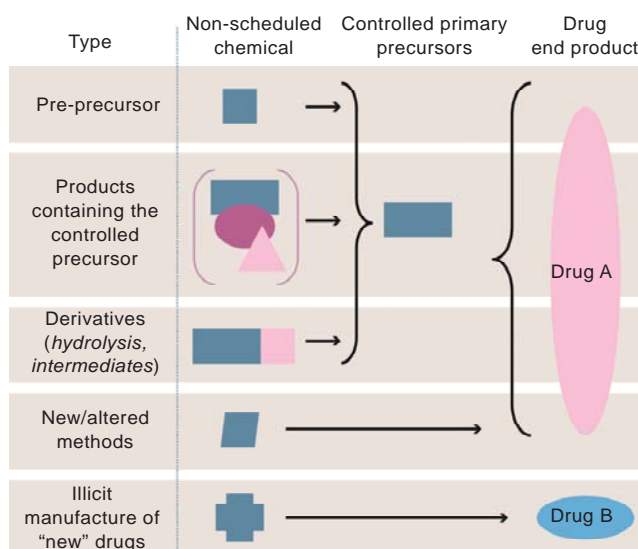 Type
Non-scheduled
chemical
Controlled primary
precursors
Drug
end product
Pre-precursor
Products
containing the
controlled
precursor
Derivatives
(hydrolysis,
intermediates)
New/altered
methods
Illicit
manufacture of
“new” drugs
Drug A
Drug B